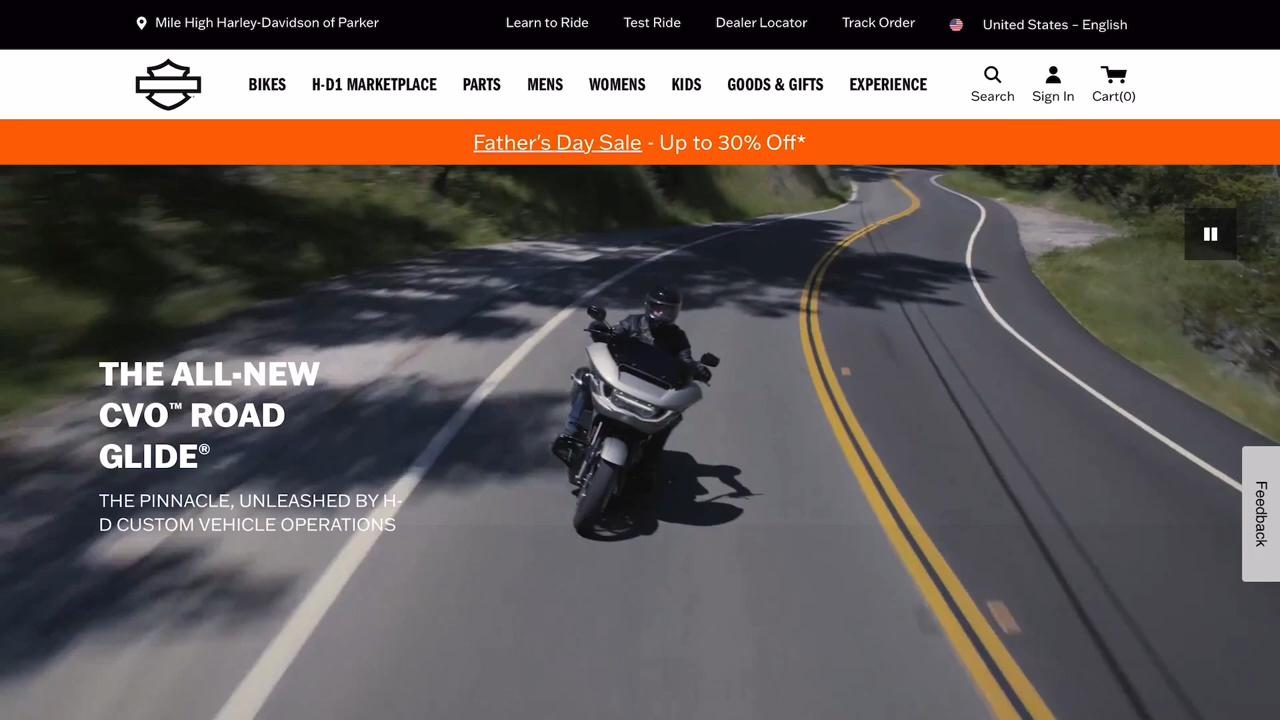 Mile High Harley-Davidson of Parker
Learn to Ride
Test Ride
Dealer Locator
Track Order
United States – English
BIKES
H-D1 MARKETPLACE
PARTS
MENS
WOMENS
KIDS
GOODS & GIFTS
EXPERIENCE
Search
Sign In
Cart(0)
Father's Day Sale - Up to 30% Off*
THE ALL-NEW
CVO™ ROAD
GLIDE®
THE PINNACLE, UNLEASHED BY H-
D CUSTOM VEHICLE OPERATIONS
Feedback